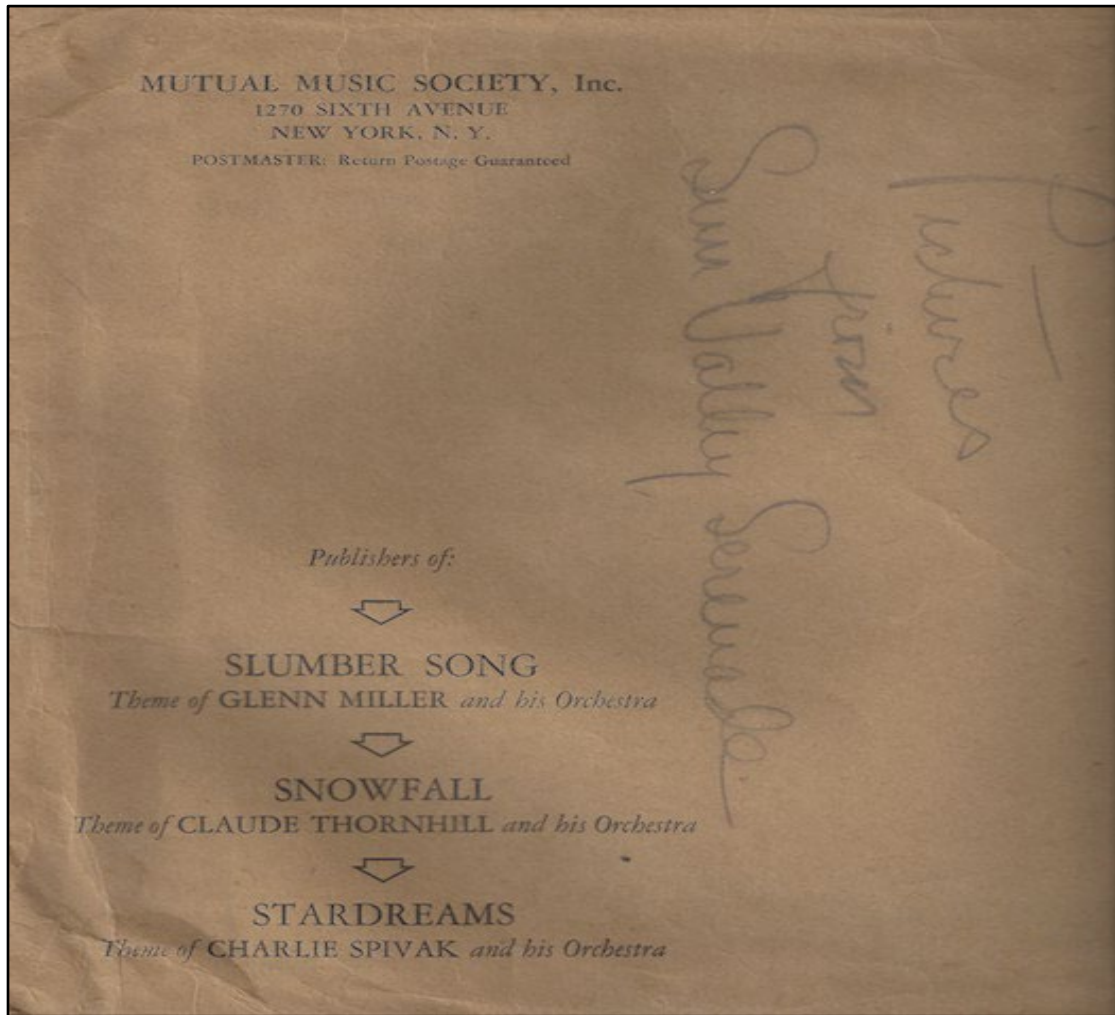 MUTUAL MUSIC SOCIETY, Inc.
1270 SIXTH AVENUE
NEW YORK, N. Y.
POSTMASTER: Return Postage Guaranteed
Pictures
from
Sun Valley Serenade
Publishers of:
SLUMBER SONG
Theme of GLENN MILLER and his Orchestra
SNOWFALL
Theme of CLAUDE THORNHILL and his Orchestra
STARDREAMS
Theme of CHARLIE SPIVAK and his Orchestra